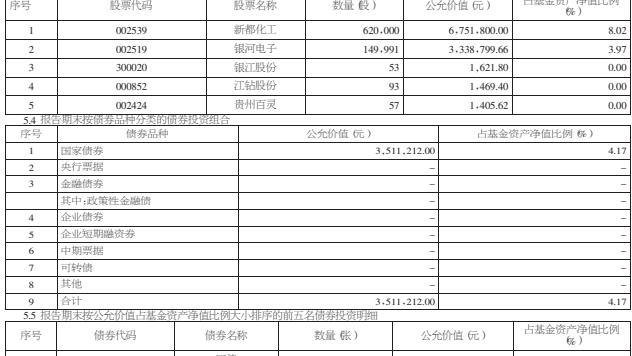 序号 股票代码 股票名称 数量(股) 公允价值(元) 占基金资产净值比例(%)
1 002539 新都化工 620,000 6,751,800.00 8.02
2 002519 银河电子 149,991 3,338,799.66 3.97
3 300020 银江股份 53 1,621.80 0.00
4 000852 江钻股份 93 1,469.40 0.00
5 002424 贵州百灵 57 1,405.62 0.00
5.4 报告期末按债券品种分类的债券投资组合
序号 债券品种 公允价值(元) 占基金资产净值比例(%)
1 国家债券 3,511,212.00 4.17
2 央行票据 – –
3 金融债券 – –
其中:政策性金融债 – –
4 企业债券 – –
5 企业短期融资券 – –
6 中期票据 – –
7 可转债 – –
8 其他 – –
9 合计 3,511,212.00 4.17
5.5 报告期末按公允价值占基金资产净值比例大小排序的前五名债券投资明细
序号 债券代码 债券名称 数量(张) 公允价值(元) 占基金资产净值比例(%)